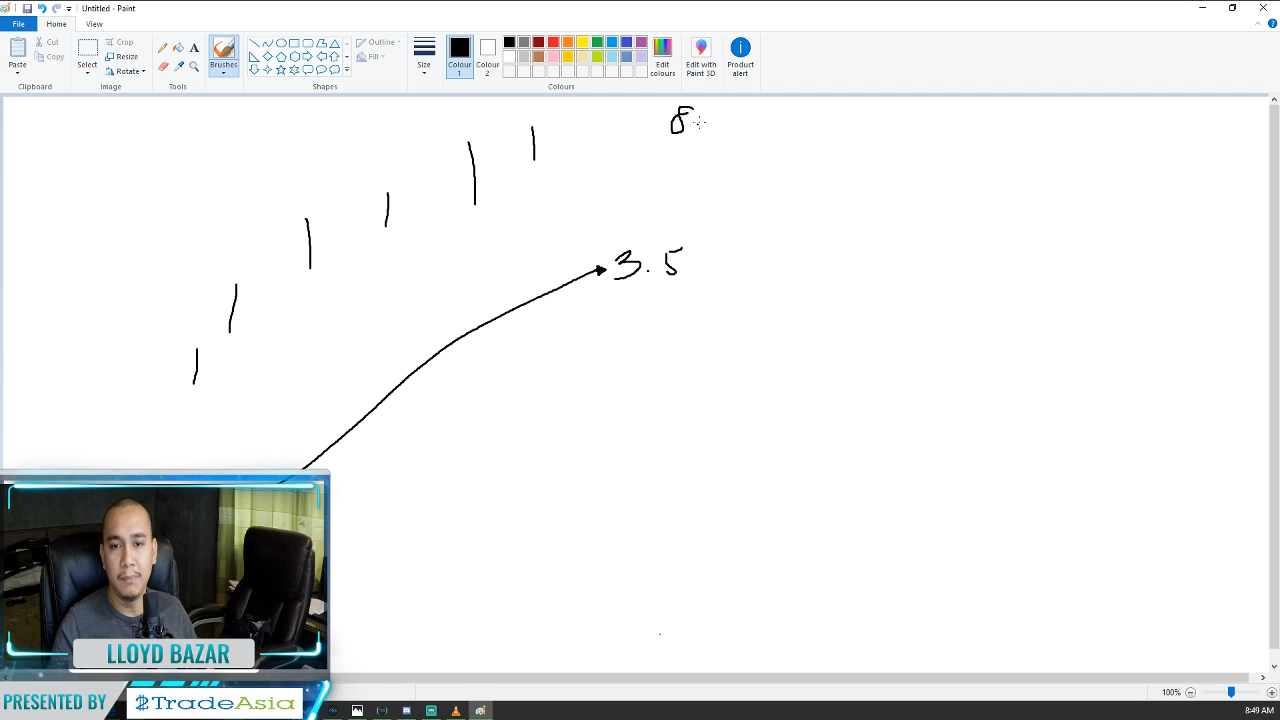 Untitled - Paint
File
Home
View
Paste
Cut
Copy
Clipboard
Select
Crop
Resize
Rotate
Image
A
Tools
Brushes
Outline
Fill
Shapes
Size
Colour 1
Colour 2
Edit colours
Colours
Edit with Paint 3D
Product alert
8
3.5
LLOYD BAZAR
PRESENTED BY
TradeAsia
100%
8:49 AM